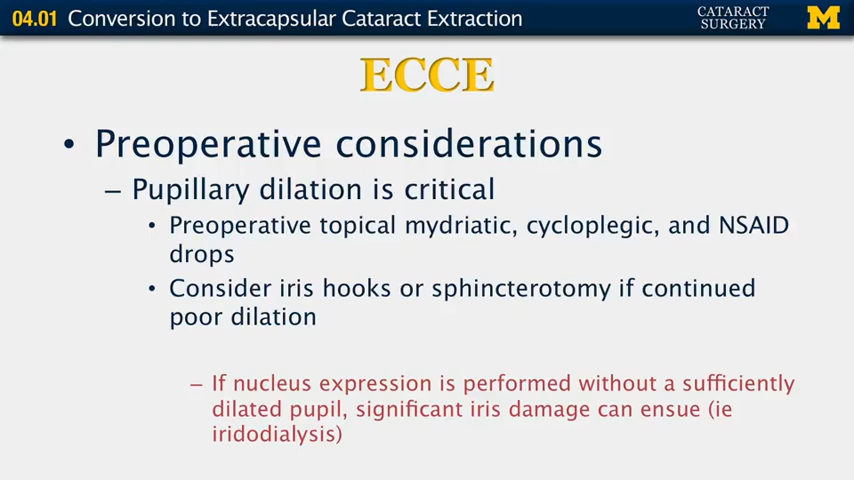 04.01 Conversion to Extracapsular Cataract Extraction
CATARACT
SURGERY
M
ECCE
• Preoperative considerations
– Pupillary dilation is critical
• Preoperative topical mydriatic, cycloplegic, and NSAID
drops
• Consider iris hooks or sphincterotomy if continued
poor dilation
– If nucleus expression is performed without a sufficiently
dilated pupil, significant iris damage can ensue (ie
iridodialysis)